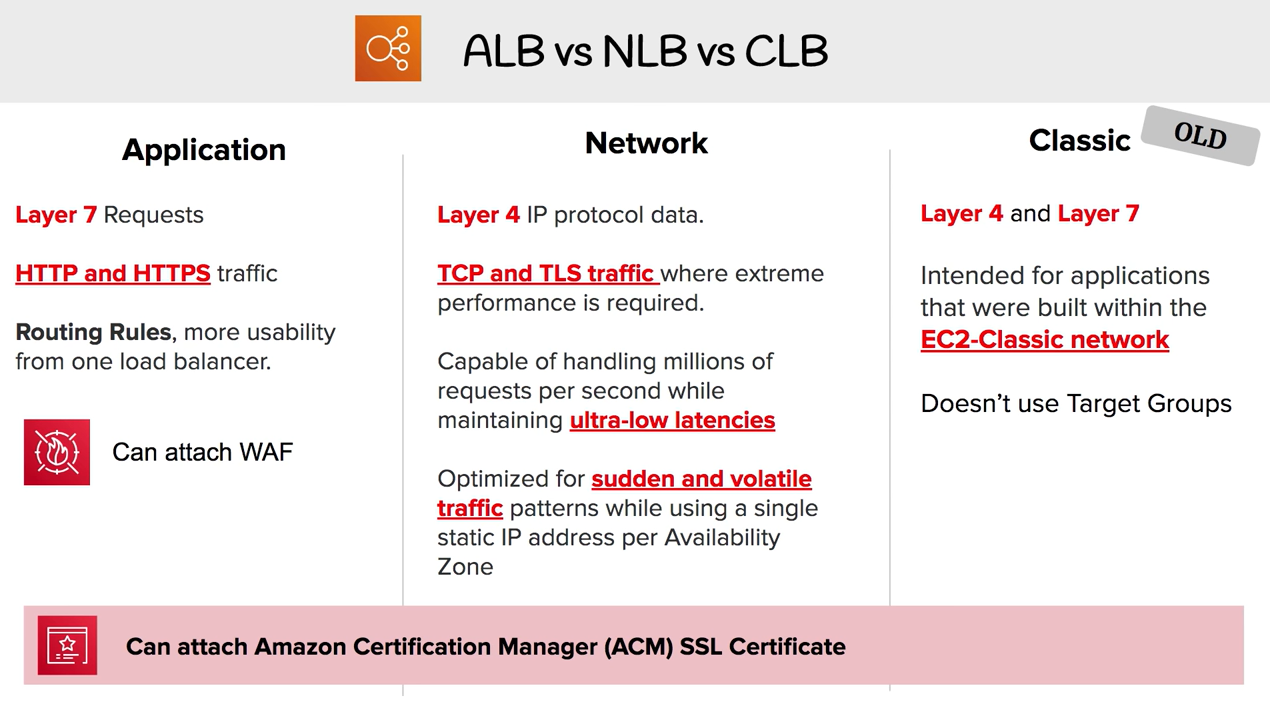 ALB vs NLB vs CLB
Application
Layer 7 Requests
HTTP and HTTPS traffic
Routing Rules, more usability
from one load balancer.
Can attach WAF
Network
Layer 4 IP protocol data.
TCP and TLS traffic where extreme
performance is required.
Capable of handling millions of
requests per second while
maintaining ultra-low latencies
Optimized for sudden and volatile
traffic patterns while using a single
static IP address per Availability
Zone
Classic
OLD
Layer 4 and Layer 7
Intended for applications
that were built within the
EC2-Classic network
Doesn’t use Target Groups
Can attach Amazon Certification Manager (ACM) SSL Certificate